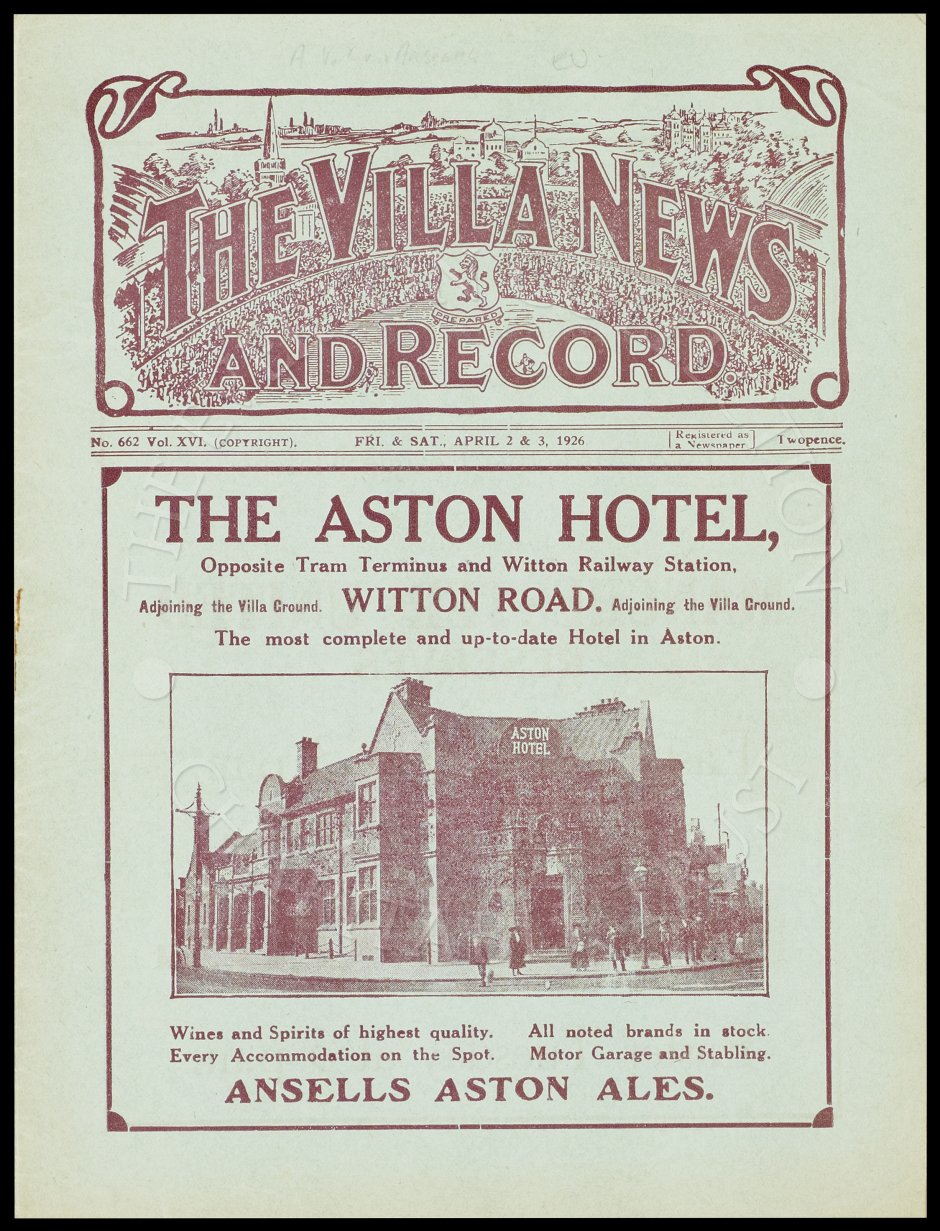 A Villa v Arsenal
THE VILLA NEWS
PREPARED
AND RECORD
No. 662 Vol. XVI. (COPYRIGHT). FRI. & SAT., APRIL 2 & 3, 1926 Registered as a Newspaper Twopence.
THE ASTON HOTEL,
Opposite Tram Terminus and Witton Railway Station,
Adjoining the Villa Ground. WITTON ROAD. Adjoining the Villa Ground.
The most complete and up-to-date Hotel in Aston.
ASTON
HOTEL
Wines and Spirits of highest quality. All noted brands in stock.
Every Accommodation on the Spot. Motor Garage and Stabling.
ANSELLS ASTON ALES.